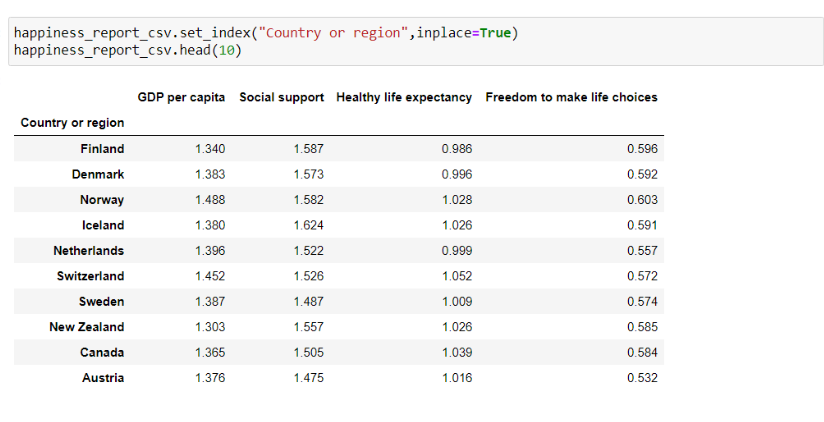 happiness_report_csv.set_index("Country or region",inplace=True)
happiness_report_csv.head(10)
GDP per capita Social support Healthy life expectancy Freedom to make life choices
Country or region
Finland 1.340 1.587 0.986 0.596
Denmark 1.383 1.573 0.996 0.592
Norway 1.488 1.582 1.028 0.603
Iceland 1.380 1.624 1.026 0.591
Netherlands 1.396 1.522 0.999 0.557
Switzerland 1.452 1.526 1.052 0.572
Sweden 1.387 1.487 1.009 0.574
New Zealand 1.303 1.557 1.026 0.585
Canada 1.365 1.505 1.039 0.584
Austria 1.376 1.475 1.016 0.532